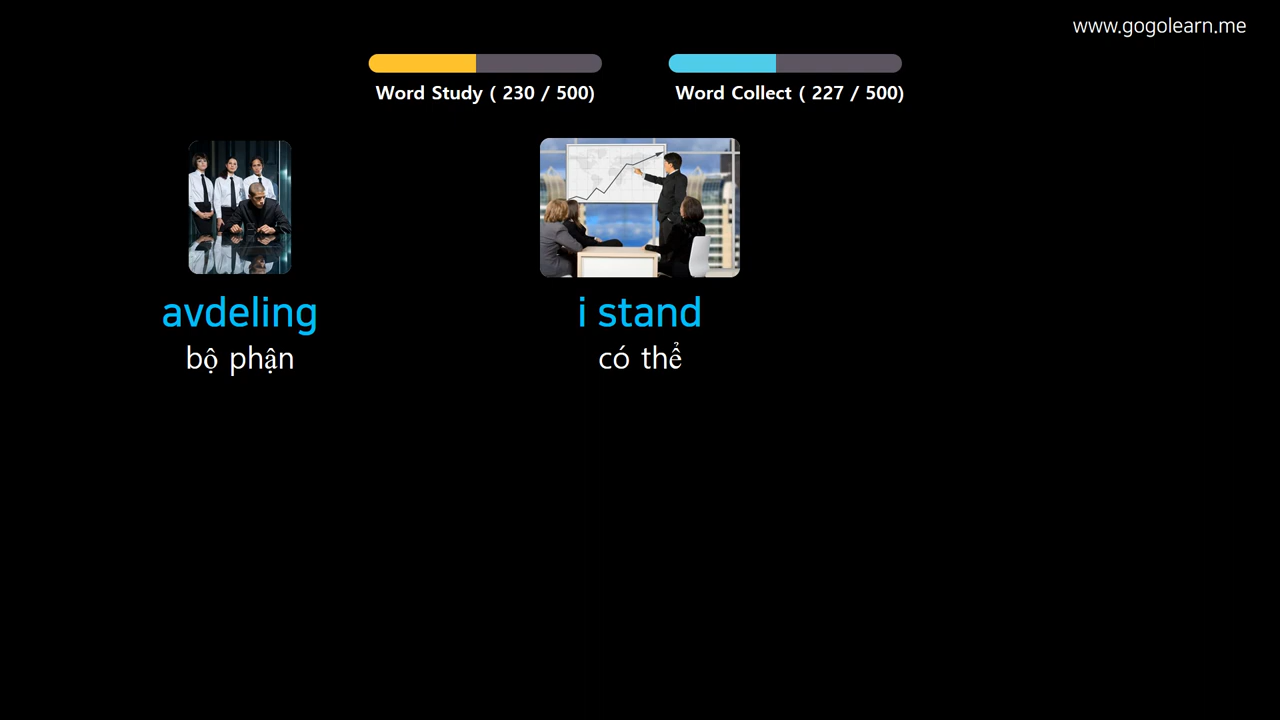 www.gogolearn.me
Word Study ( 230 / 500)
Word Collect ( 227 / 500)
avdeling
bộ phận
i stand
có thể